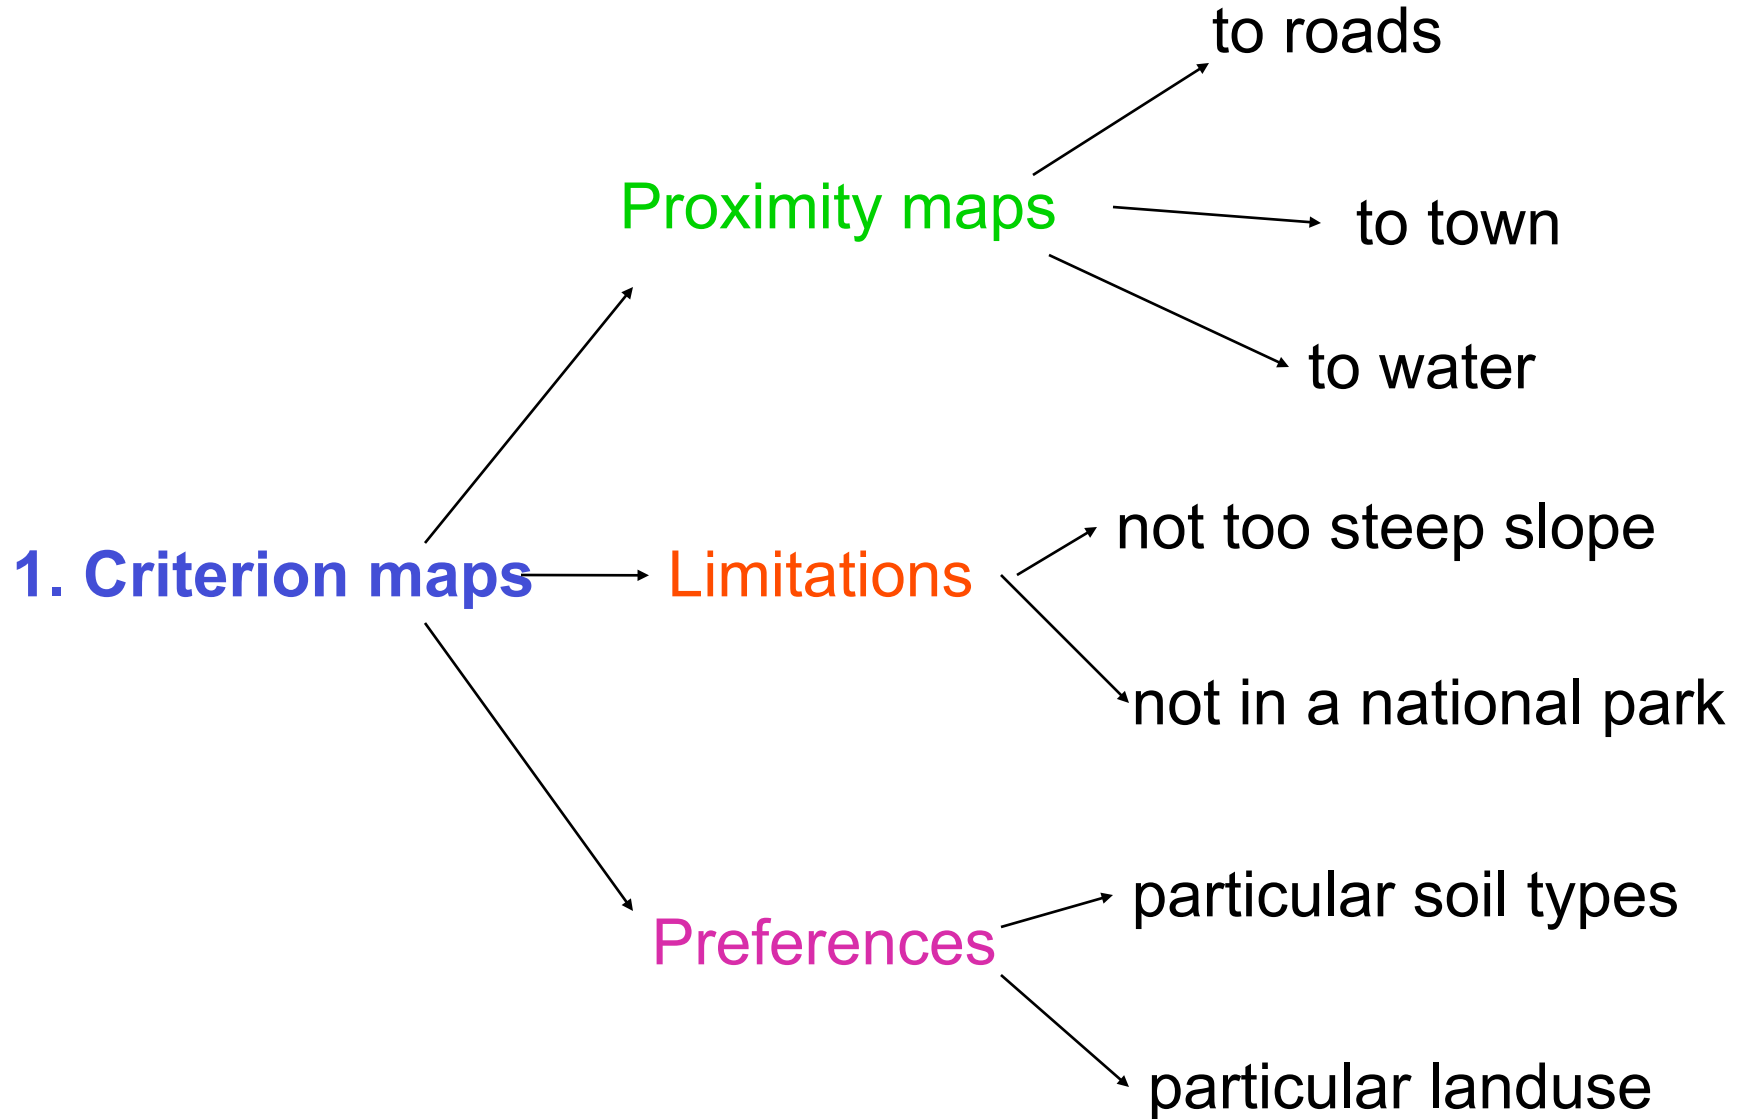 to roads
Proximity maps
to town
to water
not too steep slope
1. Criterion maps
Limitations
not in a national park
particular soil types
Preferences
particular landuse